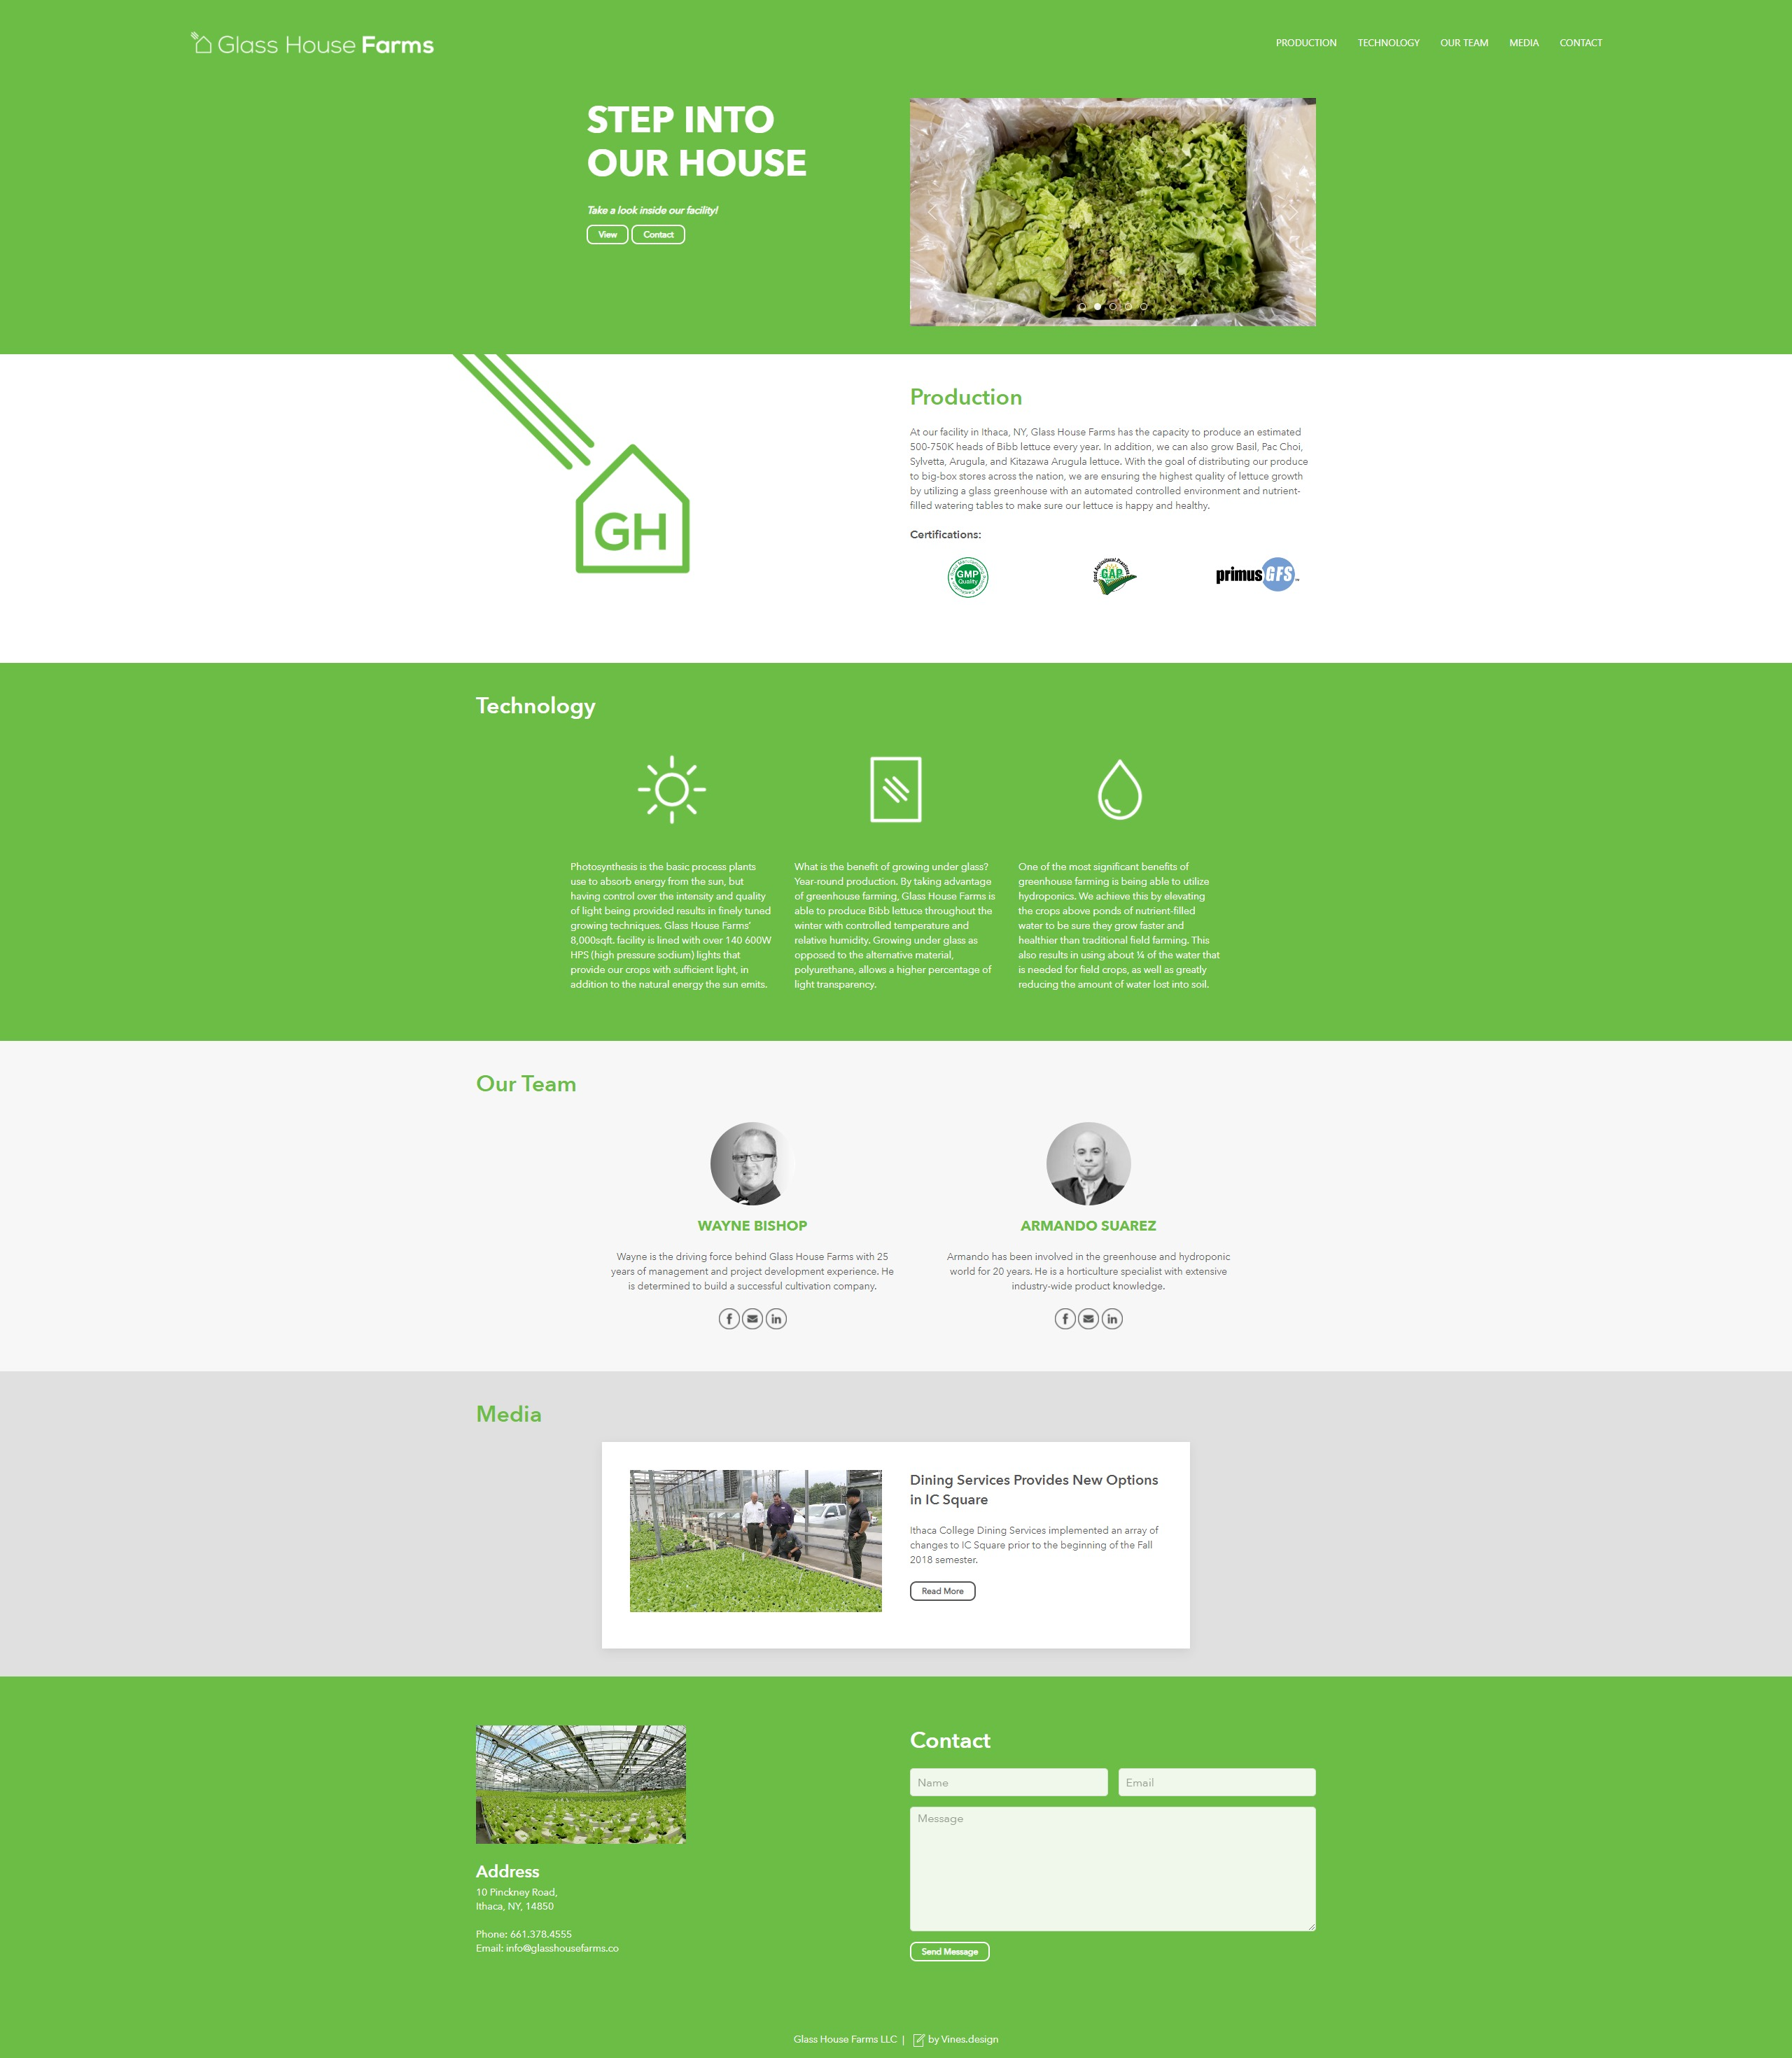 Glass House Farms
PRODUCTION TECHNOLOGY OUR TEAM MEDIA CONTACT
STEP INTO
OUR HOUSE
Take a look inside our facility!
View Contact
GH
Production
At our facility in Ithaca, NY, Glass House Farms has the capacity to produce an estimated
500-750K heads of Bibb lettuce every year. In addition, we can also grow Basil, Pac Choi,
Sylvetta, Arugula, and Kitazawa Arugula lettuce. With the goal of distributing our produce
to big-box stores across the nation, we are ensuring the highest quality of lettuce growth
by utilizing a glass greenhouse with an automated controlled environment and nutrient-
filled watering tables to make sure our lettuce is happy and healthy.
Certifications:
GMP
Quality
Good Agricultural Practices
GAP
primusGFS
Technology
Photosynthesis is the basic process plants
use to absorb energy from the sun, but
having control over the intensity and quality
of light being provided results in finely tuned
growing techniques. Glass House Farms'
8,000sqft. facility is lined with over 140 600W
HPS (high pressure sodium) lights that
provide our crops with sufficient light, in
addition to the natural energy the sun emits.
What is the benefit of growing under glass?
Year-round production. By taking advantage
of greenhouse farming, Glass House Farms is
able to produce Bibb lettuce throughout the
winter with controlled temperature and
relative humidity. Growing under glass as
opposed to the alternative material,
polyurethane, allows a higher percentage of
light transparency.
One of the most significant benefits of
greenhouse farming is being able to utilize
hydroponics. We achieve this by elevating
the crops above ponds of nutrient-filled
water to be sure they grow faster and
healthier than traditional field farming. This
also results in using about ¼ of the water that
is needed for field crops, as well as greatly
reducing the amount of water lost into soil.
Our Team
WAYNE BISHOP
Wayne is the driving force behind Glass House Farms with 25
years of management and project development experience. He
is determined to build a successful cultivation company.
ARMANDO SUAREZ
Armando has been involved in the greenhouse and hydroponic
world for 20 years. He is a horticulture specialist with extensive
industry-wide product knowledge.
Media
Dining Services Provides New Options
in IC Square
Ithaca College Dining Services implemented an array of
changes to IC Square prior to the beginning of the Fall
2018 semester.
Read More
Address
10 Pinckney Road,
Ithaca, NY, 14850
Phone: 661.378.4555
Email: info@glasshousefarms.co
Contact
Name
Email
Message
Send Message
Glass House Farms LLC | by Vines.design